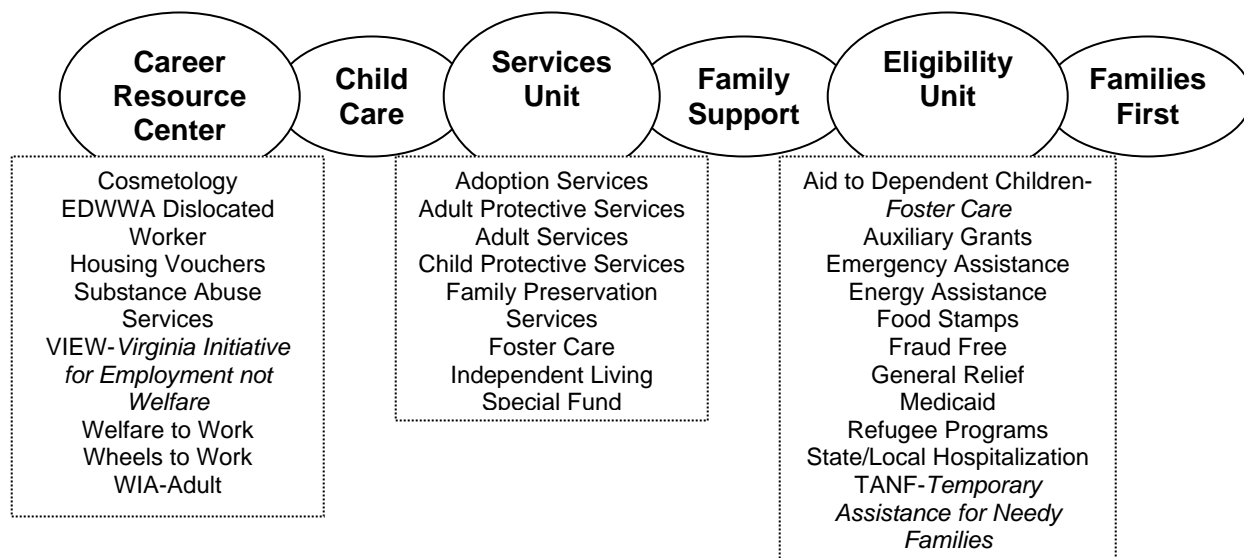 Career
Resource
Center
Child
Care
Services
Unit
Family
Support
Eligibility
Unit
Families
First
Cosmetology
EDWWA Dislocated
Worker
Housing Vouchers
Substance Abuse
Services
VIEW-Virginia Initiative
for Employment not
Welfare
Welfare to Work
Wheels to Work
WIA-Adult
Adoption Services
Adult Protective Services
Adult Services
Child Protective Services
Family Preservation
Services
Foster Care
Independent Living
Special Fund
Aid to Dependent Children-
Foster Care
Auxiliary Grants
Emergency Assistance
Energy Assistance
Food Stamps
Fraud Free
General Relief
Medicaid
Refugee Programs
State/Local Hospitalization
TANF-Temporary
Assistance for Needy
Families